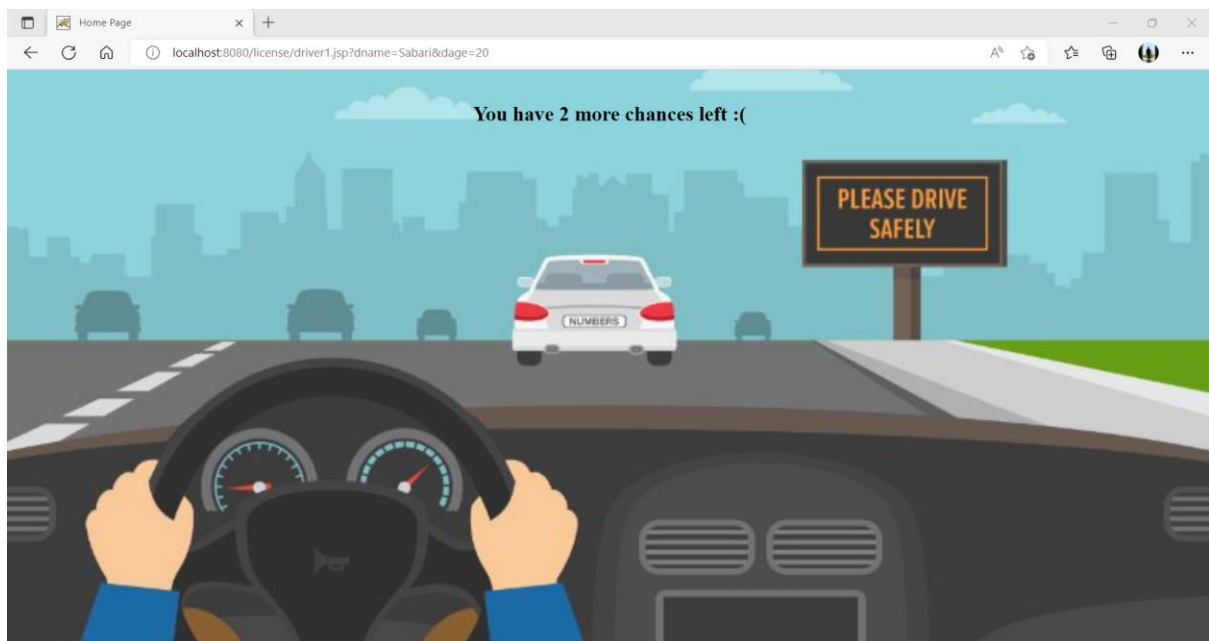 Home Page
localhost:8080/license/driver1.jsp?dname=Sabari&dage=20
You have 2 more chances left :(
PLEASE DRIVE
SAFELY
NUMBERS